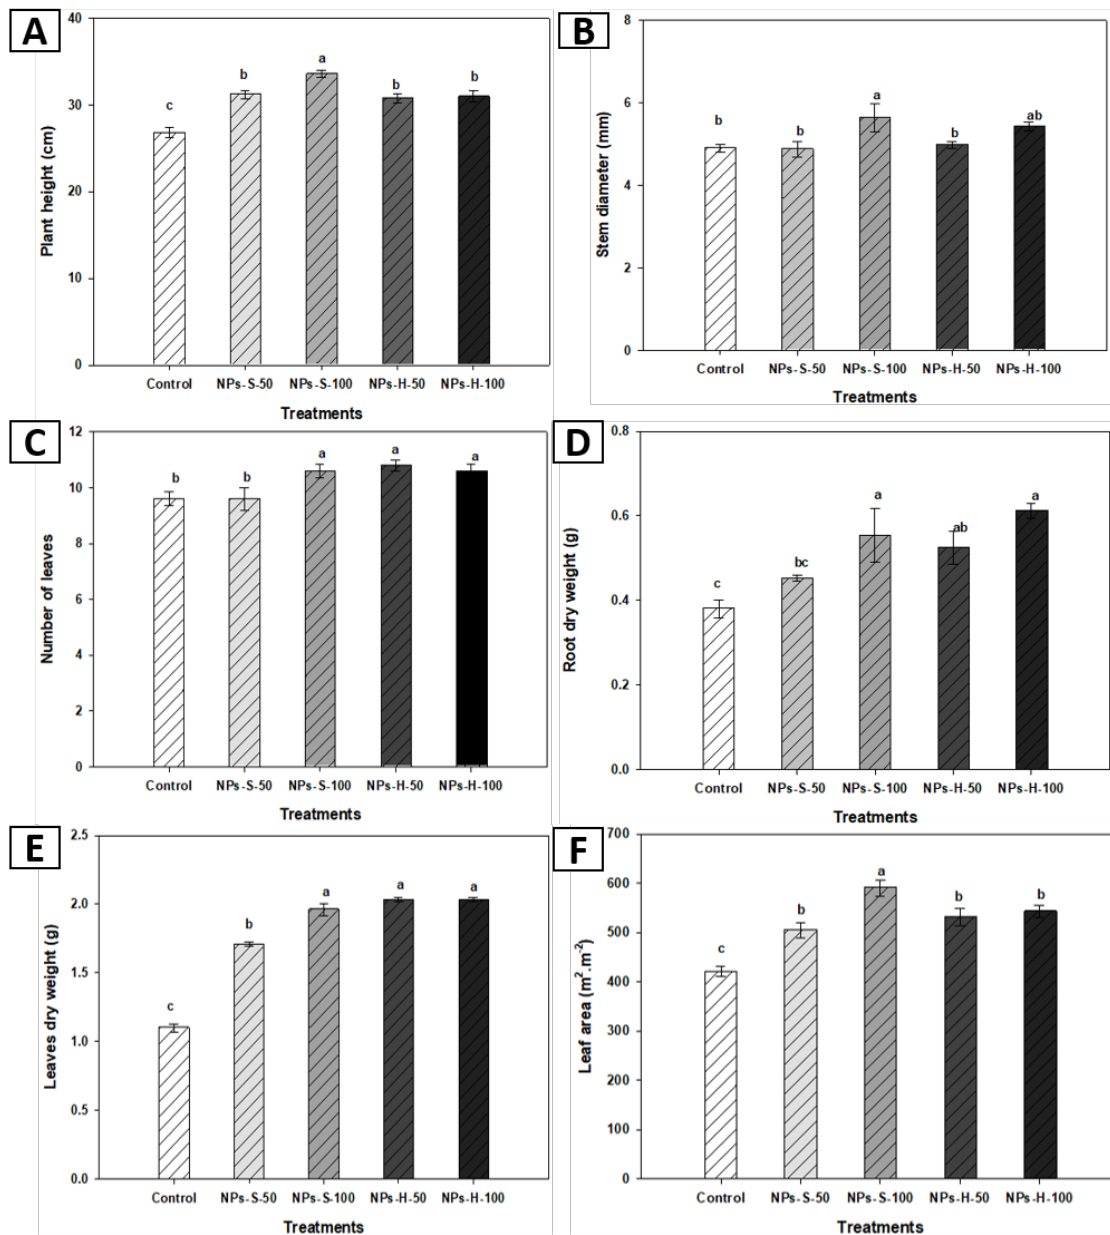 A
Plant height (cm)
40
30
20
10
0
c
b
a
b
b
Control NPs-S-50 NPs-S-100 NPs-H-50 NPs-H-100
Treatments
B
Stem diameter (mm)
8
6
4
2
0
b
b
a
b
ab
Control NPs-S-50 NPs-S-100 NPs-H-50 NPs-H-100
Treatments
C
Number of leaves
12
10
8
6
4
2
0
b
b
a
a
a
Control NPs-S-50 NPs-S-100 NPs-H-50 NPs-H-100
Treatments
D
Root dry weight (g)
0.8
0.6
0.4
0.2
0.0
c
bc
a
ab
a
Control NPs-S-50 NPs-S-100 NPs-H-50 NPs-H-100
Treatments
E
Leaves dry weight (g)
2.5
2.0
1.5
1.0
0.5
0.0
c
b
a
a
a
Control NPs-S-50 NPs-S-100 NPs-H-50 NPs-H-100
Treatments
F
Leaf area (m².m⁻²)
700
600
500
400
300
200
100
0
c
b
a
b
b
Control NPs-S-50 NPs-S-100 NPs-H-50 NPs-H-100
Treatments